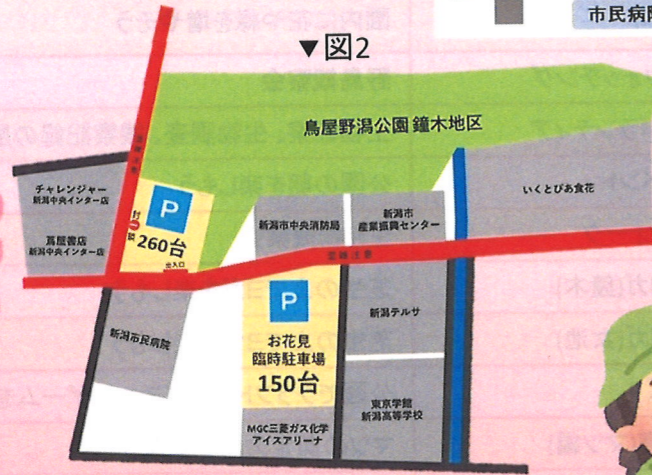 市民病院
▼図2
鳥屋野潟公園 鐘木地区
チャレンジャー
新潟中央インター店
蔦屋書店
新潟中央インター店
P
260台
出入口
新潟市中央消防局
新潟市
産業振興センター
いくとぴあ食花
混雑注意
新潟市民病院
P
お花見
臨時駐車場
150台
新潟テルサ
MGC三菱ガス化学
アイスアリーナ
東京学館
新潟高等学校